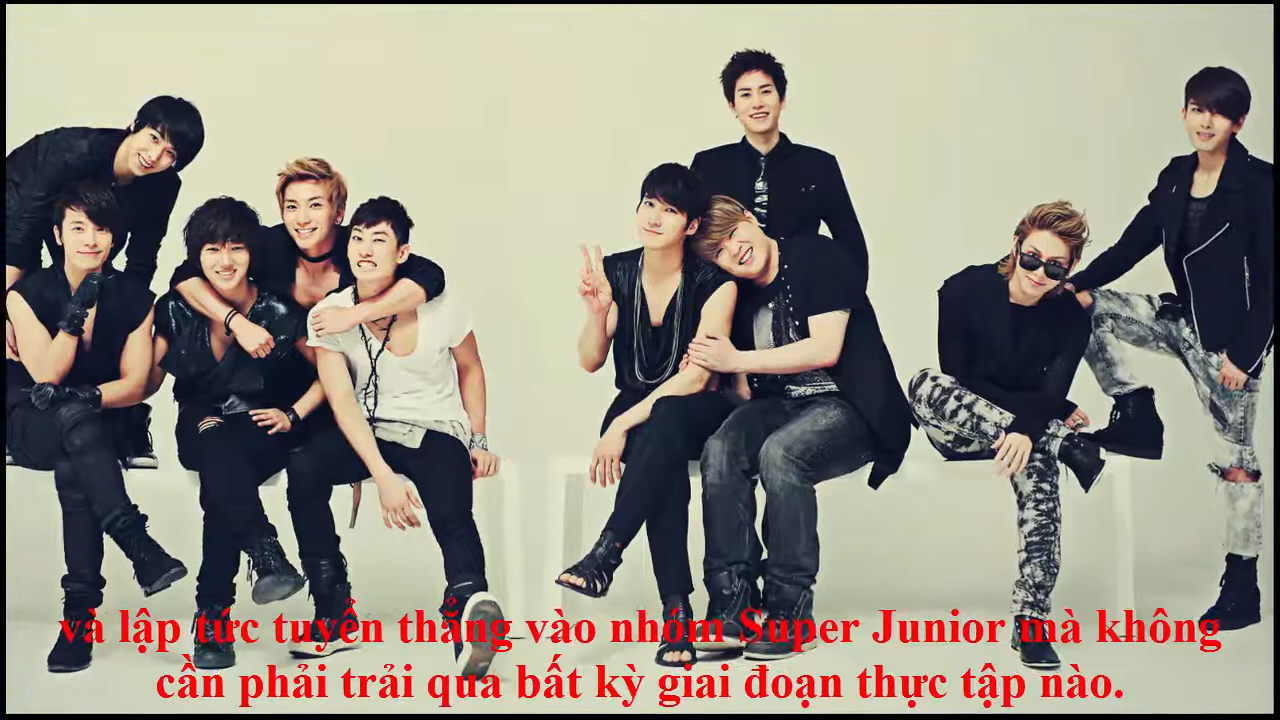 và lập tức tuyển thẳng vào nhóm Super Junior mà không
cần phải trải qua bất kỳ giai đoạn thực tập nào.